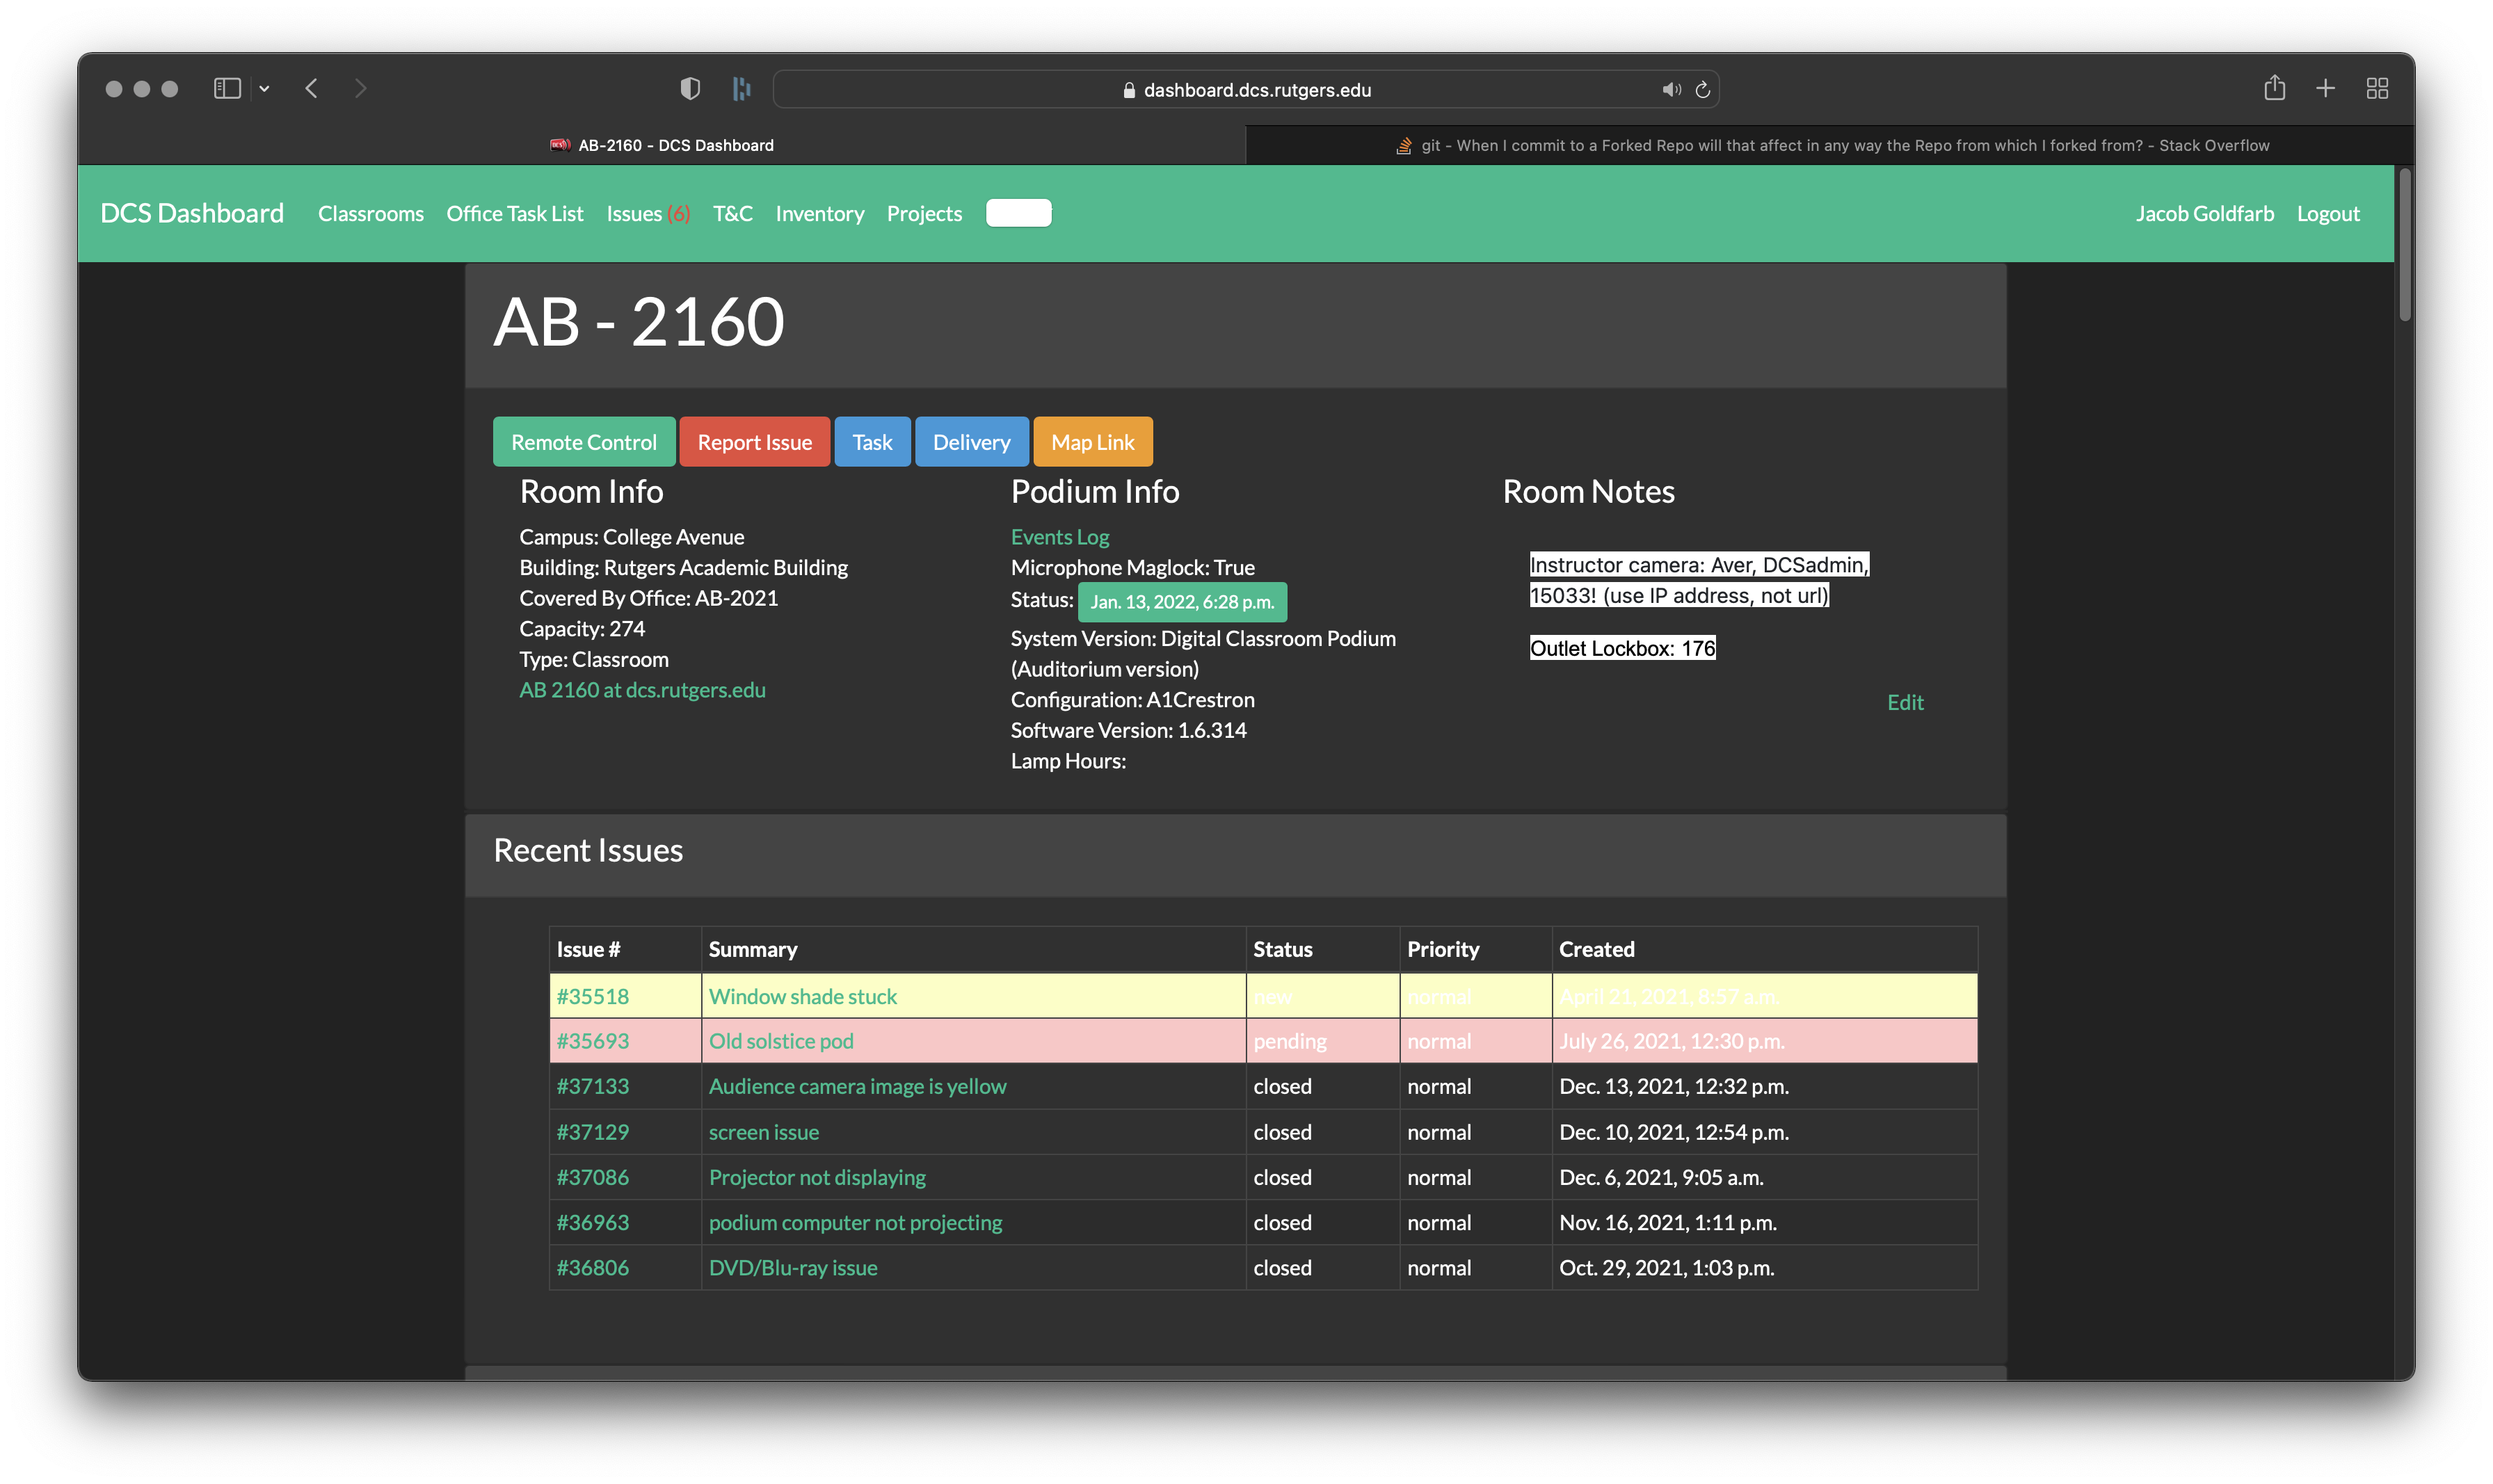 dashboard.dcs.rutgers.edu
AB-2160 - DCS Dashboard
git - When I commit to a Forked Repo will that affect in any way the Repo from which I forked from? - Stack Overflow
DCS Dashboard Classrooms Office Task List Issues (6) T&C Inventory Projects Jacob Goldfarb Logout
AB - 2160
Remote Control Report Issue Task Delivery Map Link
Room Info
Campus: College Avenue
Building: Rutgers Academic Building
Covered By Office: AB-2021
Capacity: 274
Type: Classroom
AB 2160 at dcs.rutgers.edu
Podium Info
Events Log
Microphone Maglock: True
Status: Jan. 13, 2022, 6:28 p.m.
System Version: Digital Classroom Podium
(Auditorium version)
Configuration: A1Crestron
Software Version: 1.6.314
Lamp Hours:
Room Notes
Instructor camera: Aver, DCSadmin,
15033! (use IP address, not url)
Outlet Lockbox: 176
Edit
Recent Issues
Issue # Summary Status Priority Created
#35518 Window shade stuck new normal April 21, 2021, 8:57 a.m.
#35693 Old solstice pod pending normal July 26, 2021, 12:30 p.m.
#37133 Audience camera image is yellow closed normal Dec. 13, 2021, 12:32 p.m.
#37129 screen issue closed normal Dec. 10, 2021, 12:54 p.m.
#37086 Projector not displaying closed normal Dec. 6, 2021, 9:05 a.m.
#36963 podium computer not projecting closed normal Nov. 16, 2021, 1:11 p.m.
#36806 DVD/Blu-ray issue closed normal Oct. 29, 2021, 1:03 p.m.